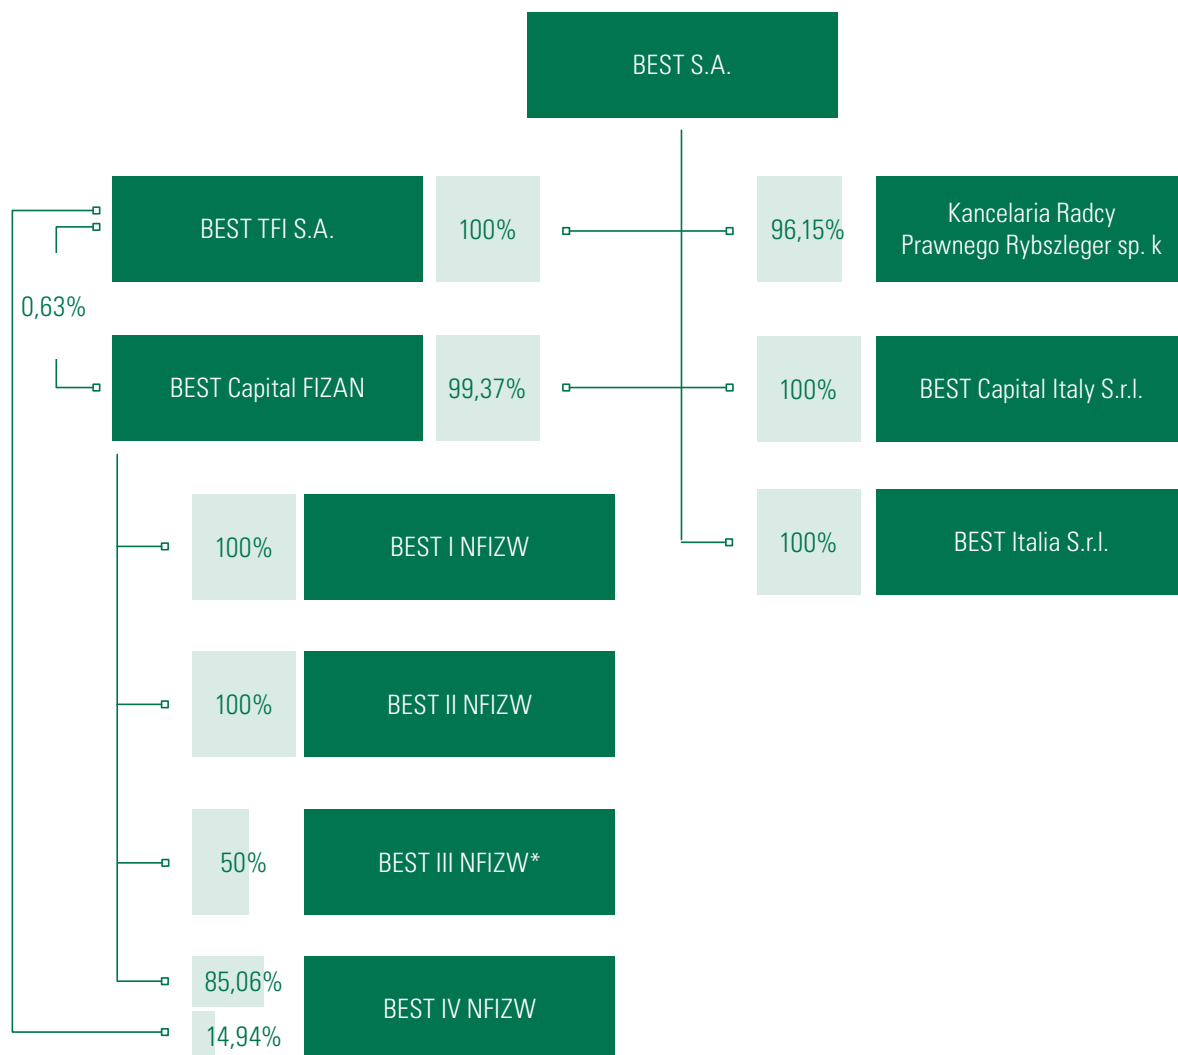 BEST S.A.
BEST TFI S.A.
100%
96,15%
Kancelaria Radcy
Prawnego Rybszleger sp. k
0,63%
BEST Capital FIZAN
99,37%
100%
BEST Capital Italy S.r.l.
100%
BEST I NFIZW
100%
BEST Italia S.r.l.
100%
BEST II NFIZW
50%
BEST III NFIZW*
85,06%
BEST IV NFIZW
14,94%